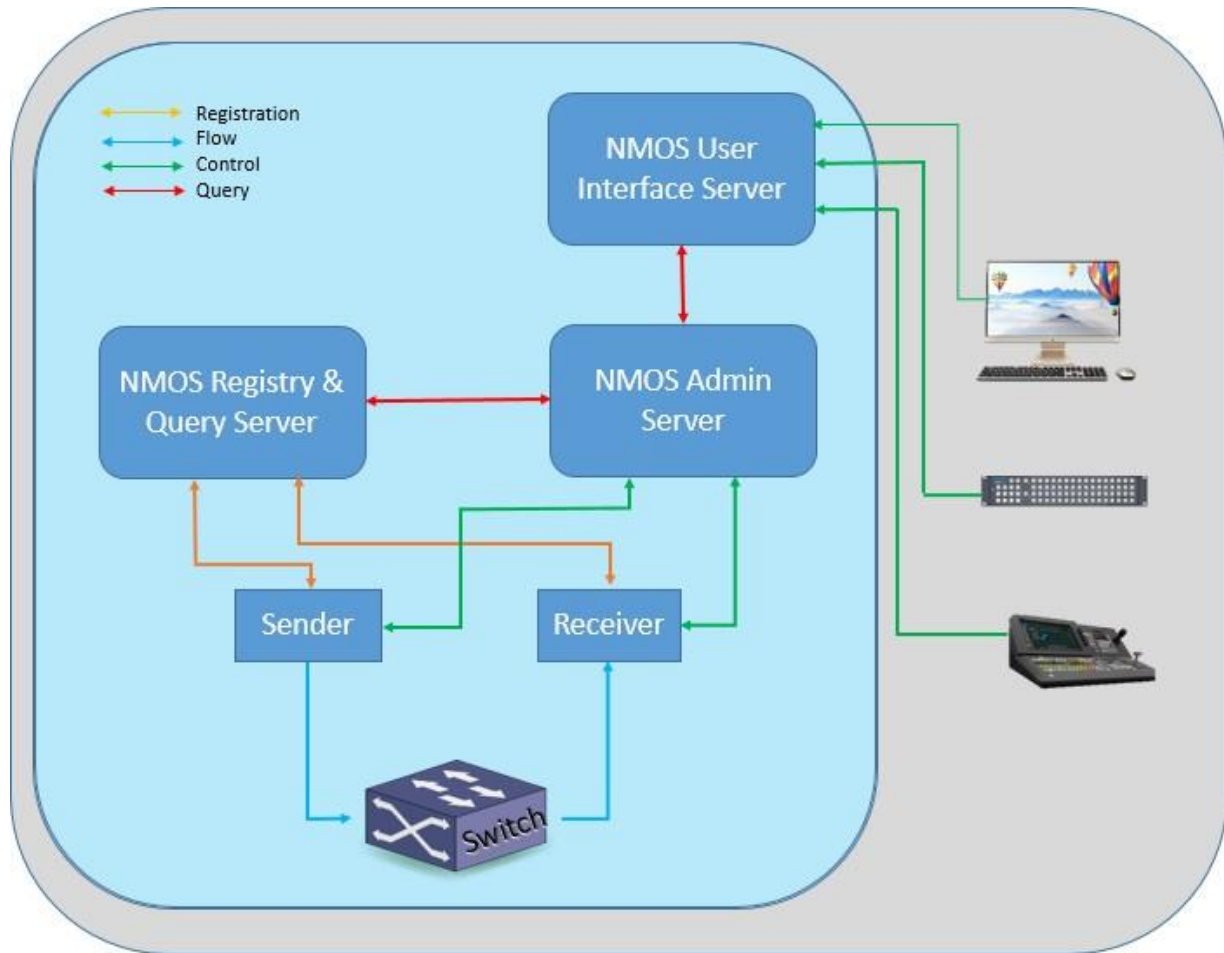 Registration
Flow
Control
Query
NMOS User
Interface Server
NMOS Registry &
Query Server
NMOS Admin
Server
Sender
Receiver
Switch